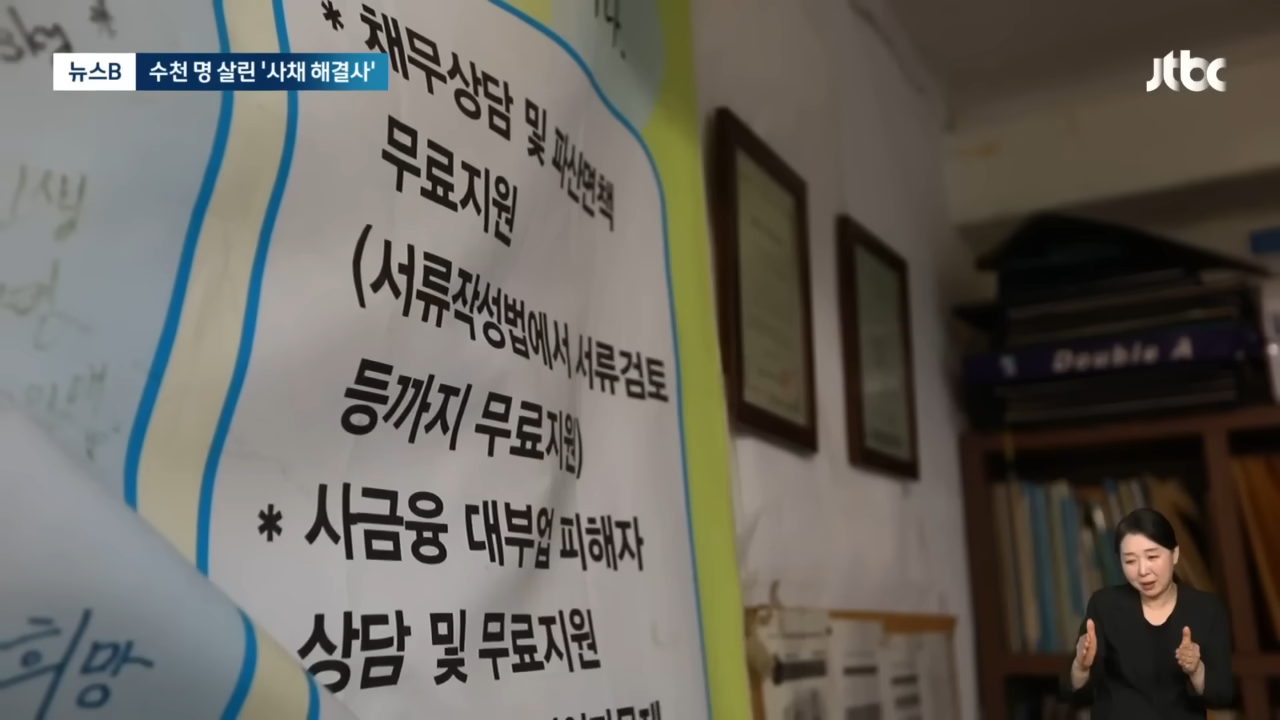 뉴스B 수천 명 살린 '사채 해결사'
jtbc
* 채무상담 및 파산면책
무료지원
(서류작성법에서 서류검토
등까지 무료지원)
* 사금융 대부업 피해자
상담 및 무료지원
희망
Double A